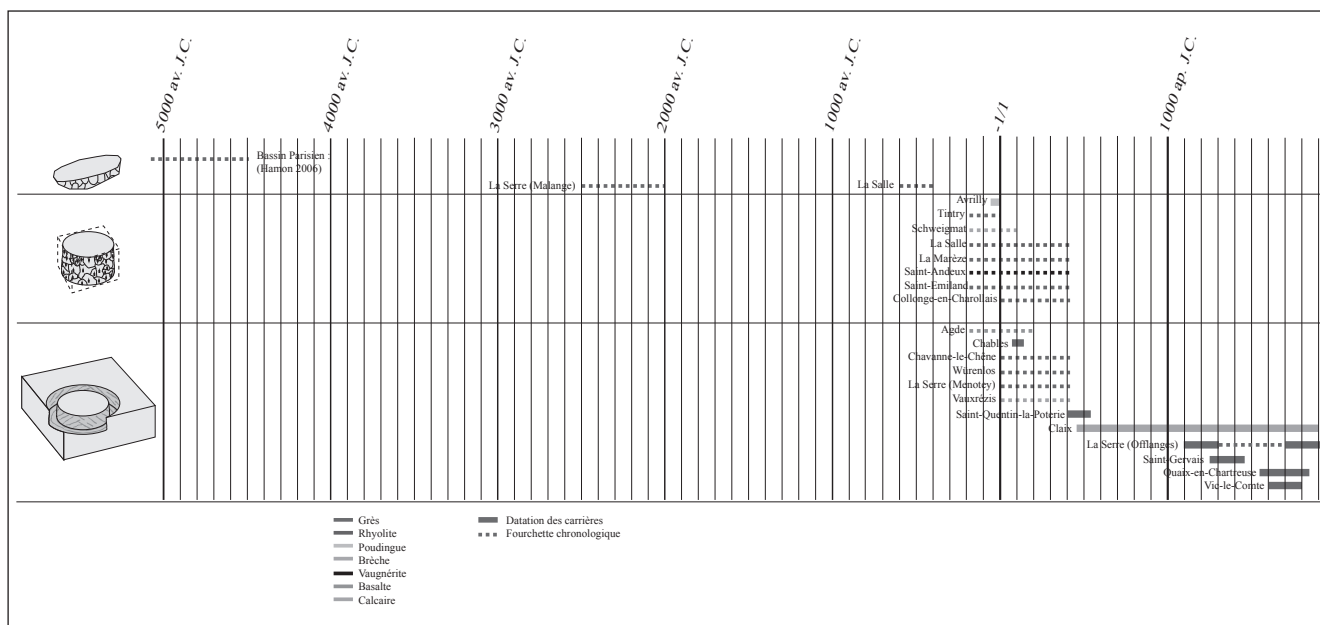 5000 av. J.C.
4000 av. J.C.
3000 av. J.C.
2000 av. J.C.
1000 av. J.C.
-1/1
1000 ap. J.C.
Bassin Parisien :
(Hamon 2006)
La Serre (Malange)
La Salle
Avrilly
Tintry
Schweigmat
La Salle
La Marèze
Saint-Andeux
Saint-Emiland
Collonge-en-Charollais
Agde
Chables
Chavanne-le-Chêne
Würenlos
La Serre (Menotey)
Vauxrézis
Saint-Quentin-la-Poterie
Claix
La Serre (Offlanges)
Saint-Gervais
Quaix-en-Chartreuse
Vic-le-Comte
Grès
Rhyolite
Poudingue
Brèche
Vaugnérite
Basalte
Calcaire
Datation des carrières
Fourchette chronologique